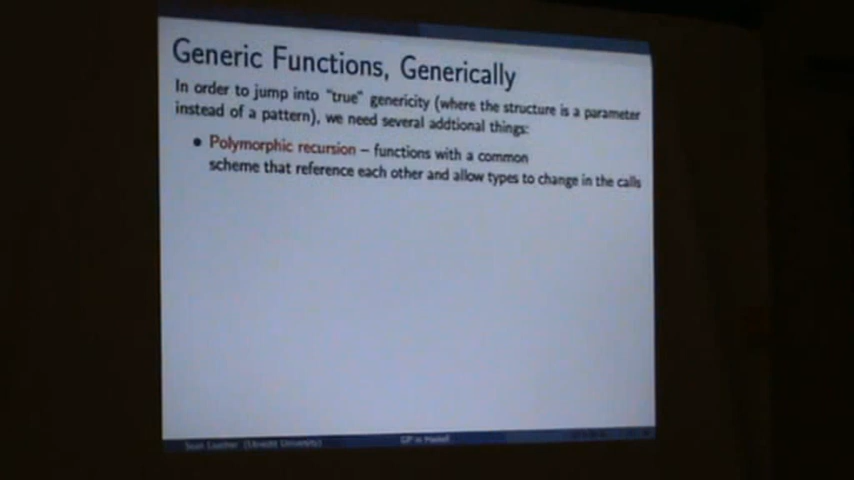 Generic Functions, Generically
In order to jump into "true" genericity (where the structure is a parameter
instead of a pattern), we need several addtional things:
• Polymorphic recursion – functions with a common
scheme that reference each other and allow types to change in the calls
(Utrecht University)
GP in Haskell